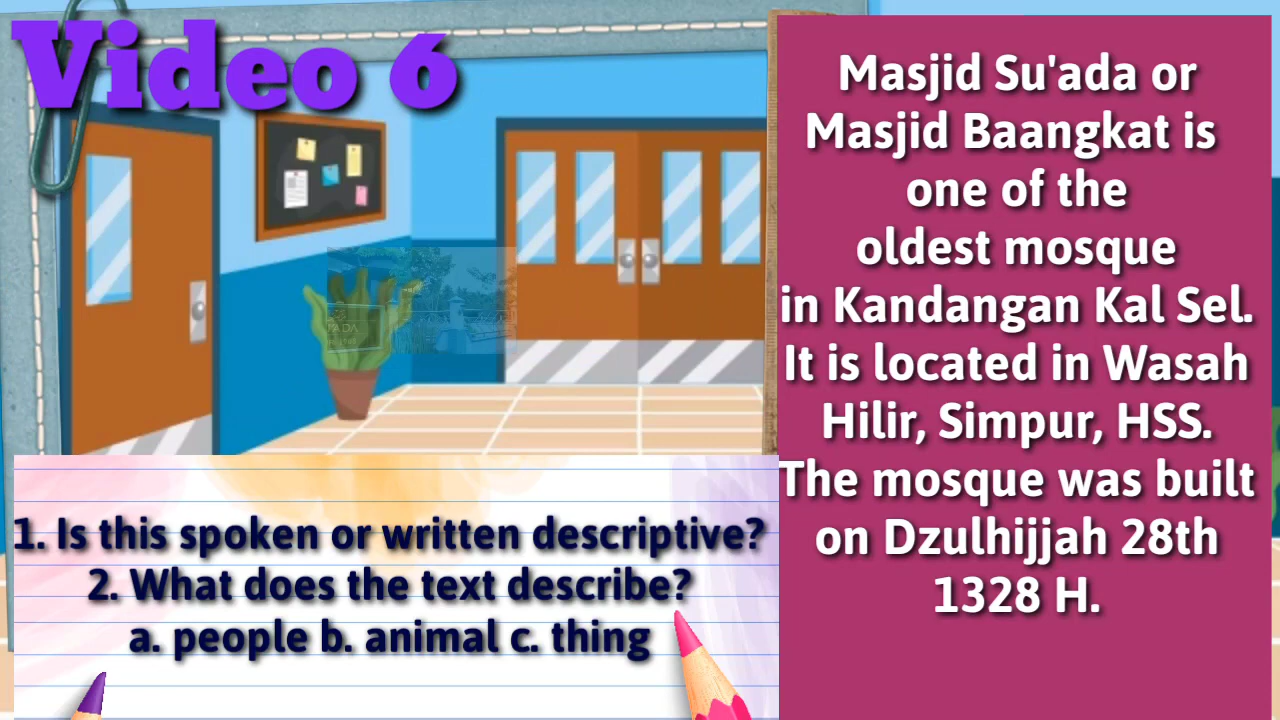 Video 6
Masjid Su'ada or
Masjid Baangkat is
one of the
oldest mosque
in Kandangan Kal Sel.
It is located in Wasah
Hilir, Simpur, HSS.
The mosque was built
on Dzulhijjah 28th
1328 H.
1. Is this spoken or written descriptive?
2. What does the text describe?
a. people b. animal c. thing